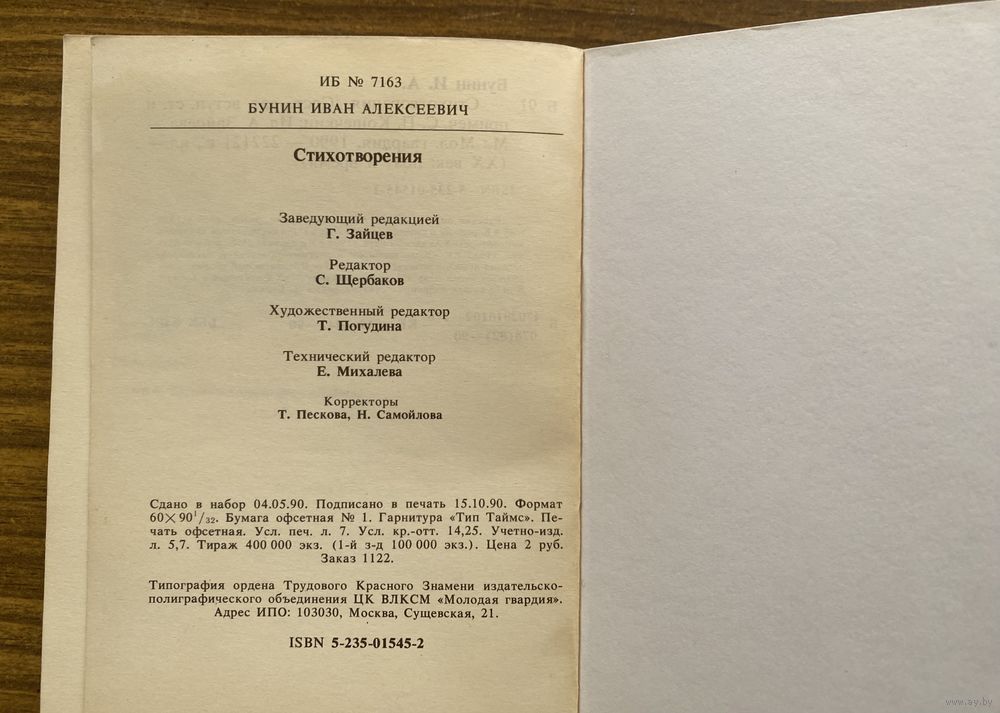 ИБ № 7163
БУНИН ИВАН АЛЕКСЕЕВИЧ
Стихотворения
Заведующий редакцией
Г. Зайцев
Редактор
С. Щербаков
Художественный редактор
Т. Погудина
Технический редактор
Е. Михалева
Корректоры
Т. Пескова, Н. Самойлова
Сдано в набор 04.05.90. Подписано в печать 15.10.90. Формат
60×90¹/₃₂. Бумага офсетная № 1. Гарнитура «Тип Таймс». Пе-
чать офсетная. Усл. печ. л. 7. Усл. кр.-отт. 14,25. Учетно-изд.
л. 5,7. Тираж 400 000 экз. (1-й з-д 100 000 экз.). Цена 2 руб.
Заказ 1122.
Типография ордена Трудового Красного Знамени издательско-
полиграфического объединения ЦК ВЛКСМ «Молодая гвардия».
Адрес ИПО: 103030, Москва, Сущевская, 21.
ISBN 5-235-01545-2
www.ay.by